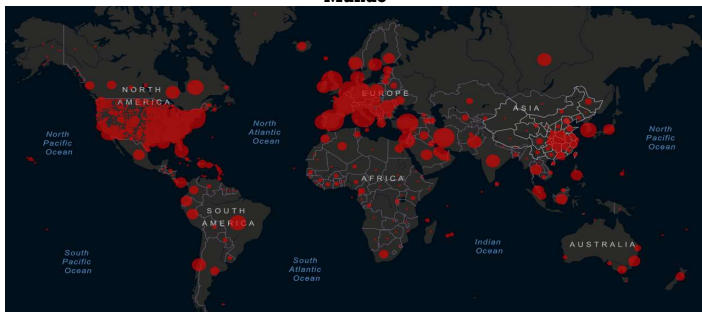 Mundo
NORTH
AMERICA
EUROPE
ASIA
North
Pacific
Ocean
North
Atlantic
Ocean
North
Pacific
Ocean
AFRICA
SOUTH
AMERICA
Indian
Ocean
AUSTRALIA
South
Pacific
Ocean
South
Atlantic
Ocean